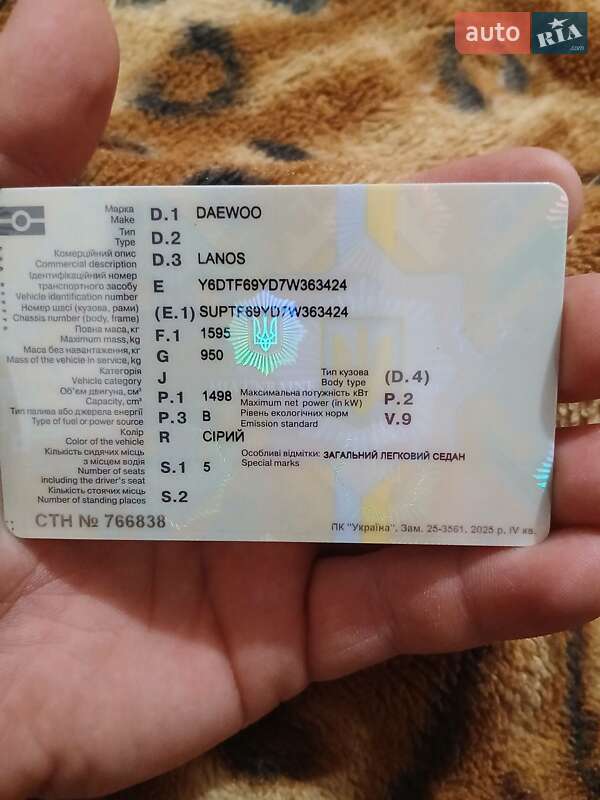 auto RIA.com
Марка
Make D.1 DAEWOO
Тип
Type D.2
Комерційний опис
Commercial description D.3 LANOS
Ідентифікаційний номер
транспортного засобу
Vehicle identification number E Y6DTF69YD7W363424
Номер шасі (кузова, рами)
Chassis number (body, frame) (E.1) SUPTF69YD7W363424
Повна маса, кг
Maximum mass, kg F.1 1595
Маса без навантаження, кг
Mass of the vehicle in service, kg G 950
Категорія
Vehicle category J
Тип кузова
Body type (D.4)
Об'єм двигуна, см³
Capacity, cm³ P.1 1498
Максимальна потужність кВт
Maximum net power (in kW) P.2
Тип палива або джерела енергії
Type of fuel or power source P.3 B
Рівень екологічних норм
Emission standard V.9
Колір
Color of the vehicle R СІРИЙ
Кількість сидячих місць
з місцем водія
Number of seats
including the driver's seat S.1 5
Особливі відмітки: ЗАГАЛЬНИЙ ЛЕГКОВИЙ СЕДАН
Special marks
Кількість стоячих місць
Number of standing places S.2
СТН № 766838
ПК "Україна". Зам. 25-3561. 2025 р. IV кв.